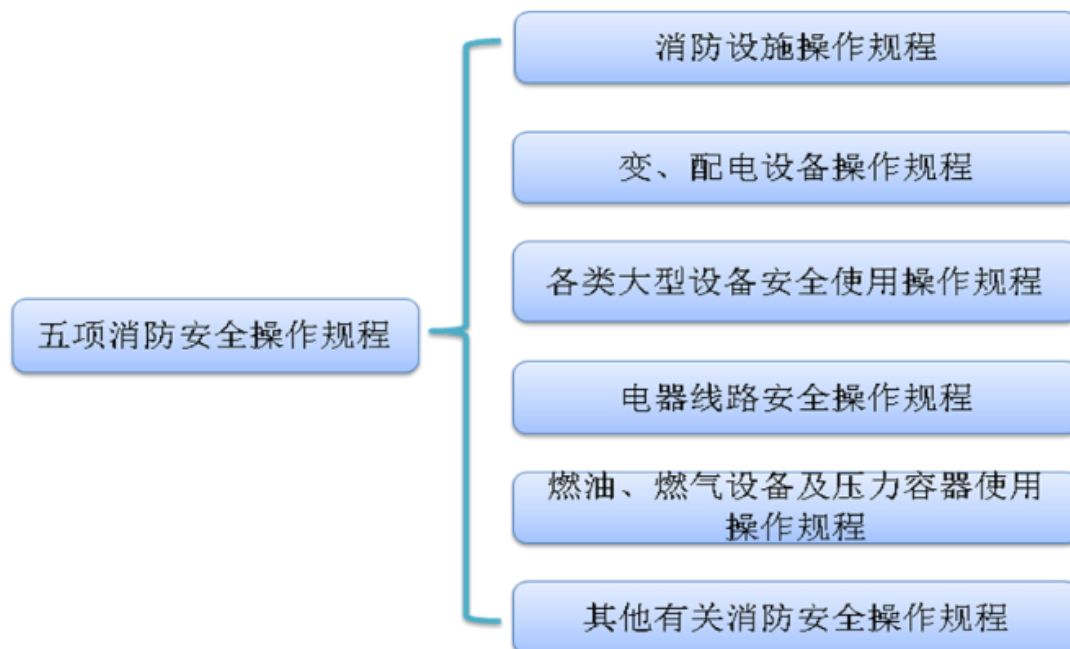 消防设施操作规程
变、配电设备操作规程
各类大型设备安全使用操作规程
五项消防安全操作规程
电器线路安全操作规程
燃油、燃气设备及压力容器使用
操作规程
其他有关消防安全操作规程